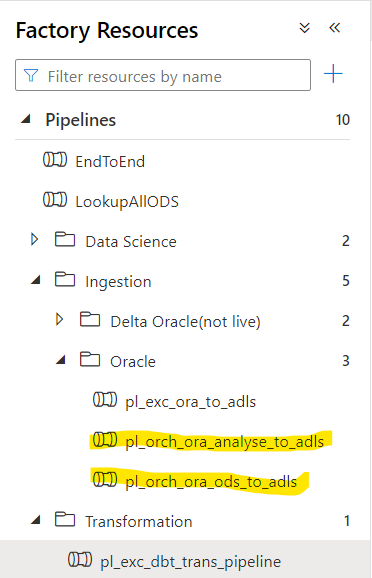 Factory Resources
Filter resources by name
Pipelines 10
EndToEnd
LookupAllODS
Data Science 2
Ingestion 5
Delta Oracle(not live) 2
Oracle 3
pl_exc_ora_to_adls
pl_orch_ora_analyse_to_adls
pl_orch_ora_ods_to_adls
Transformation 1
pl_exc_dbt_trans_pipeline